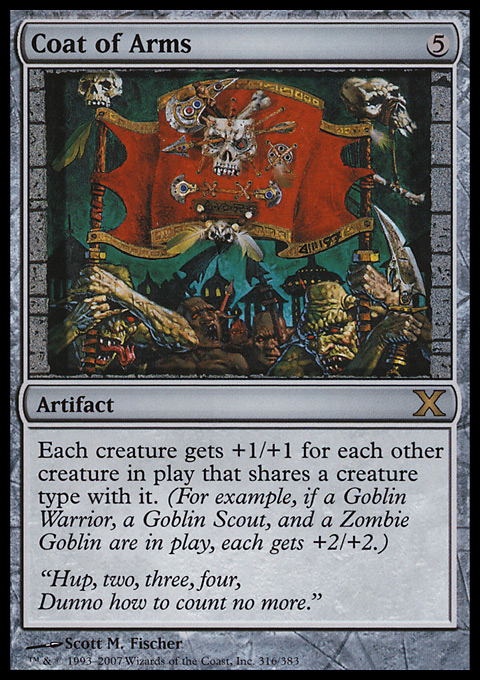 Coat of Arms 5
Artifact X
Each creature gets +1/+1 for each other
creature in play that shares a creature
type with it. (For example, if a Goblin
Warrior, a Goblin Scout, and a Zombie
Goblin are in play, each gets +2/+2.)
“Hup, two, three, four,
Dunno how to count no more.”
Scott M. Fischer
™ & © 1993–2007 Wizards of the Coast, Inc. 316/383